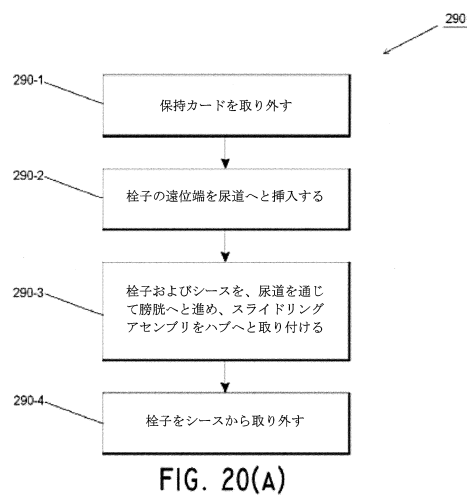 290
290-1
保持カードを取り外す
290-2
栓子の遠位端を尿道へと挿入する
290-3
栓子およびシースを、尿道を通じ
て膀胱へと進め、スライドリング
アセンブリをハブへと取り付ける
290-4
栓子をシースから取り外す
FIG. 20(A)